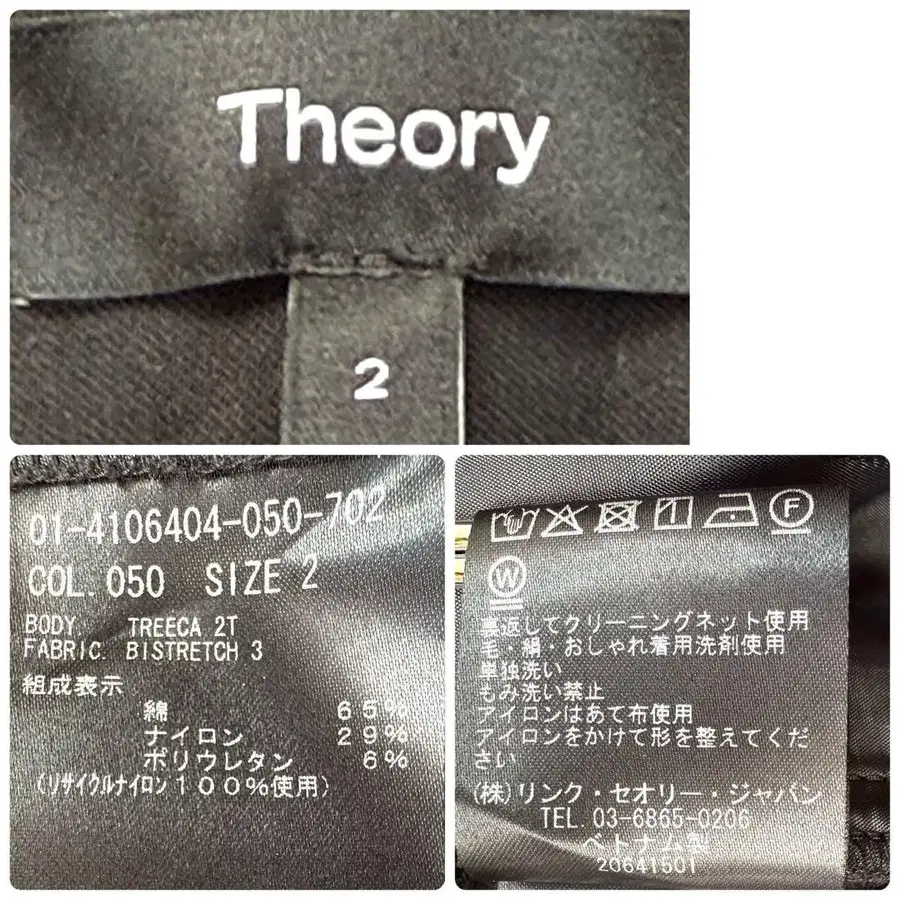 Theory
2
01-4106404-050-702
COL. 050 SIZE 2
BODY. TREECA 2T
FABRIC. BISTRETCH 3
組成表示
綿 65%
ナイロン 29%
ポリウレタン 6%
(リサイクルナイロン100%使用)
F
W
裏返してクリーニングネット使用
毛・絹・おしゃれ着用洗剤使用
単独洗い
もみ洗い禁止
アイロンはあて布使用
アイロンをかけて形を整えてくだ
さい
(株)リンク・セオリー・ジャパン
TEL. 03-6865-0206
ベトナム製
20641501